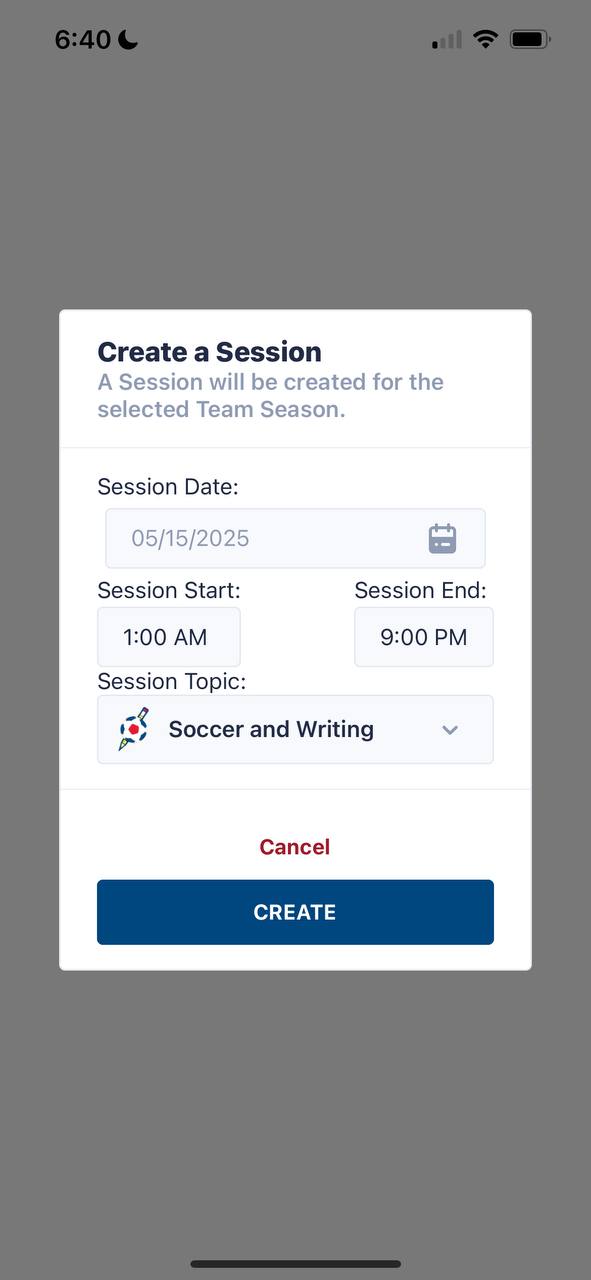 6:40
Create a Session
A Session will be created for the
selected Team Season.
Session Date:
05/15/2025
Session Start: Session End:
1:00 AM 9:00 PM
Session Topic:
Soccer and Writing
Cancel
CREATE